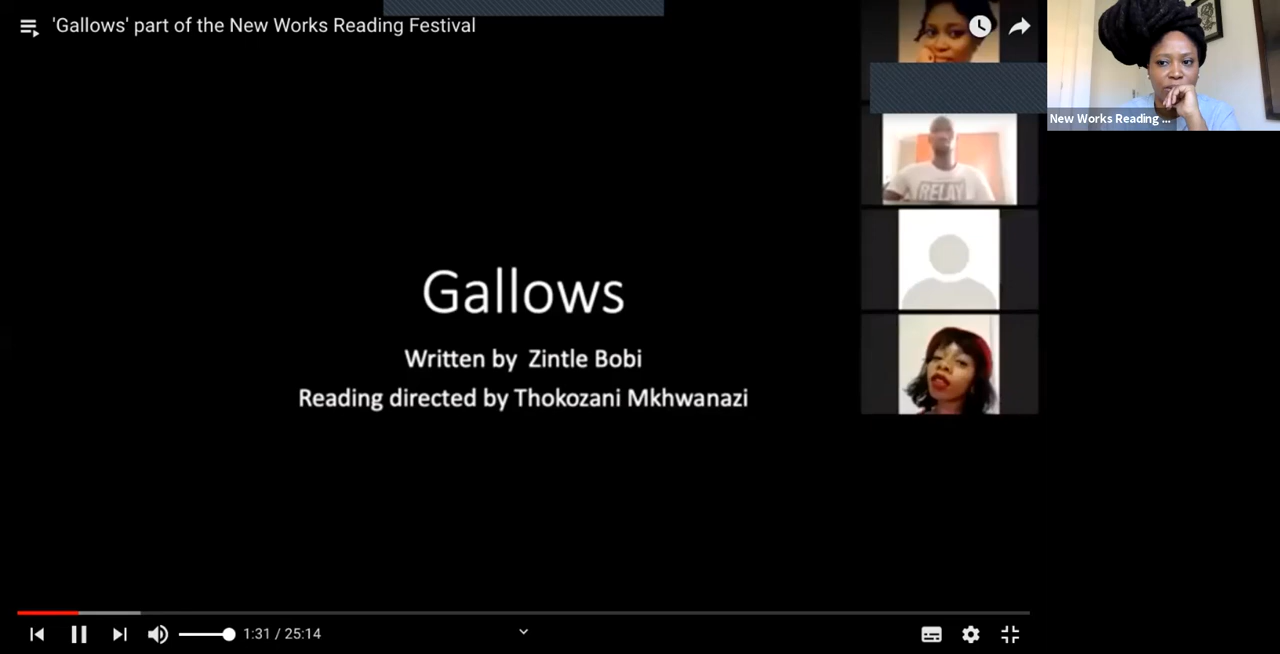 'Gallows' part of the New Works Reading Festival
New Works Reading ...
RELAY
Gallows
Written by Zintle Bobi
Reading directed by Thokozani Mkhwanazi
1:31 / 25:14